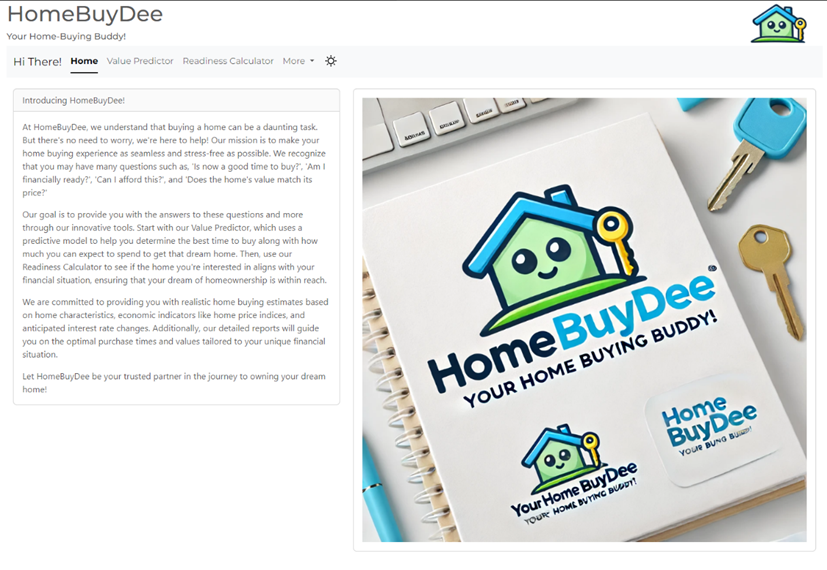 HomeBuyDee
Your Home-Buying Buddy!
Hi There! Home Value Predictor Readiness Calculator More
Introducing HomeBuyDee!
At HomeBuyDee, we understand that buying a home can be a daunting task.
But there's no need to worry, we're here to help! Our mission is to make your
home buying experience as seamless and stress-free as possible. We recognize
that you may have many questions such as, 'Is now a good time to buy?', 'Am I
financially ready?', 'Can I afford this?', and 'Does the home's value match its
price?'
Our goal is to provide you with the answers to these questions and more
through our innovative tools. Start with our Value Predictor, which uses a
predictive model to help you determine the best time to buy along with how
much you can expect to spend to get that dream home. Then, use our
Readiness Calculator to see if the home you're interested in aligns with your
financial situation, ensuring that your dream of homeownership is within reach.
We are committed to providing you with realistic home buying estimates based
on home characteristics, economic indicators like home price indices, and
anticipated interest rate changes. Additionally, our detailed reports will guide
you on the optimal purchase times and values tailored to your unique financial
situation.
Let HomeBuyDee be your trusted partner in the journey to owning your dream
home!
HomeBuyDee
YOUR HOME BUYING BUDDY!
Your Home BuyDee
HOME BUYING BUDDY!
Home
BuyDee
YOUR BUNG